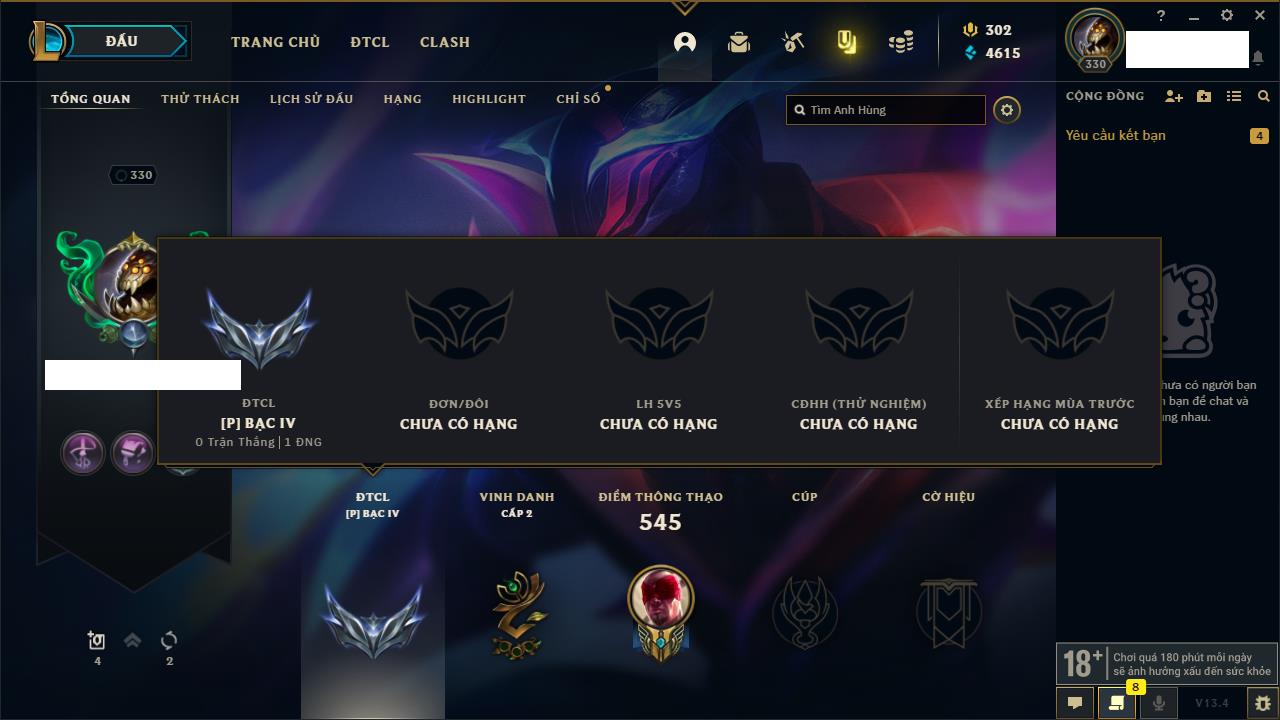 ĐẤU
TRANG CHỦ
ĐTCL
CLASH
302
4615
330
TỔNG QUAN
THỬ THÁCH
LỊCH SỬ ĐẤU
HẠNG
HIGHLIGHT
CHỈ SỐ
Tìm Anh Hùng
CỘNG ĐỒNG
Yêu cầu kết bạn
4
330
ĐTCL
[P] BẠC IV
0 Trận Thắng | 1 ĐNG
ĐƠN/ĐÔI
CHƯA CÓ HẠNG
LH 5V5
CHƯA CÓ HẠNG
CĐHH (THỬ NGHIỆM)
CHƯA CÓ HẠNG
XẾP HẠNG MÙA TRƯỚC
CHƯA CÓ HẠNG
có người bạn
bạn để chat và
nhau.
ĐTCL
[P] BẠC IV
VINH DANH
CẤP 2
ĐIỂM THÔNG THẠO
545
CÚP
CỜ HIỆU
4
2
18+
Chơi quá 180 phút mỗi ngày
sẽ ảnh hưởng xấu đến sức khỏe
8
V13.4